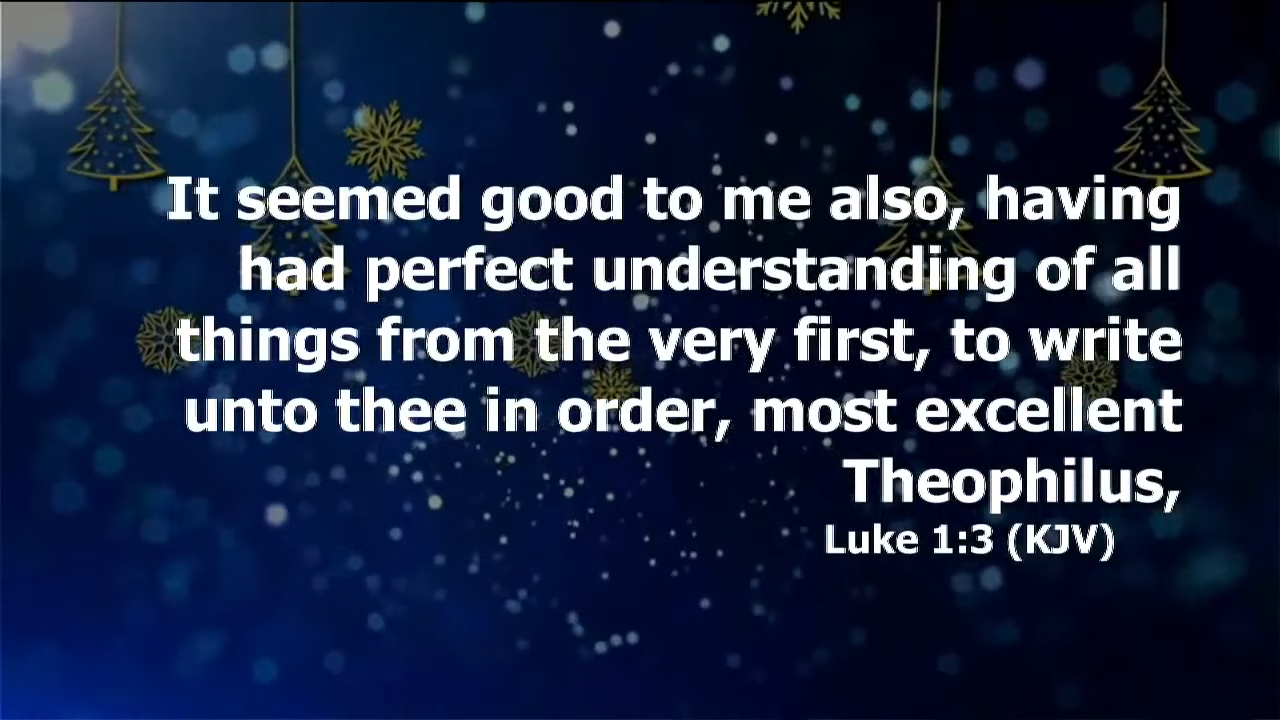 It seemed good to me also, having
had perfect understanding of all
things from the very first, to write
unto thee in order, most excellent
Theophilus,
Luke 1:3 (KJV)